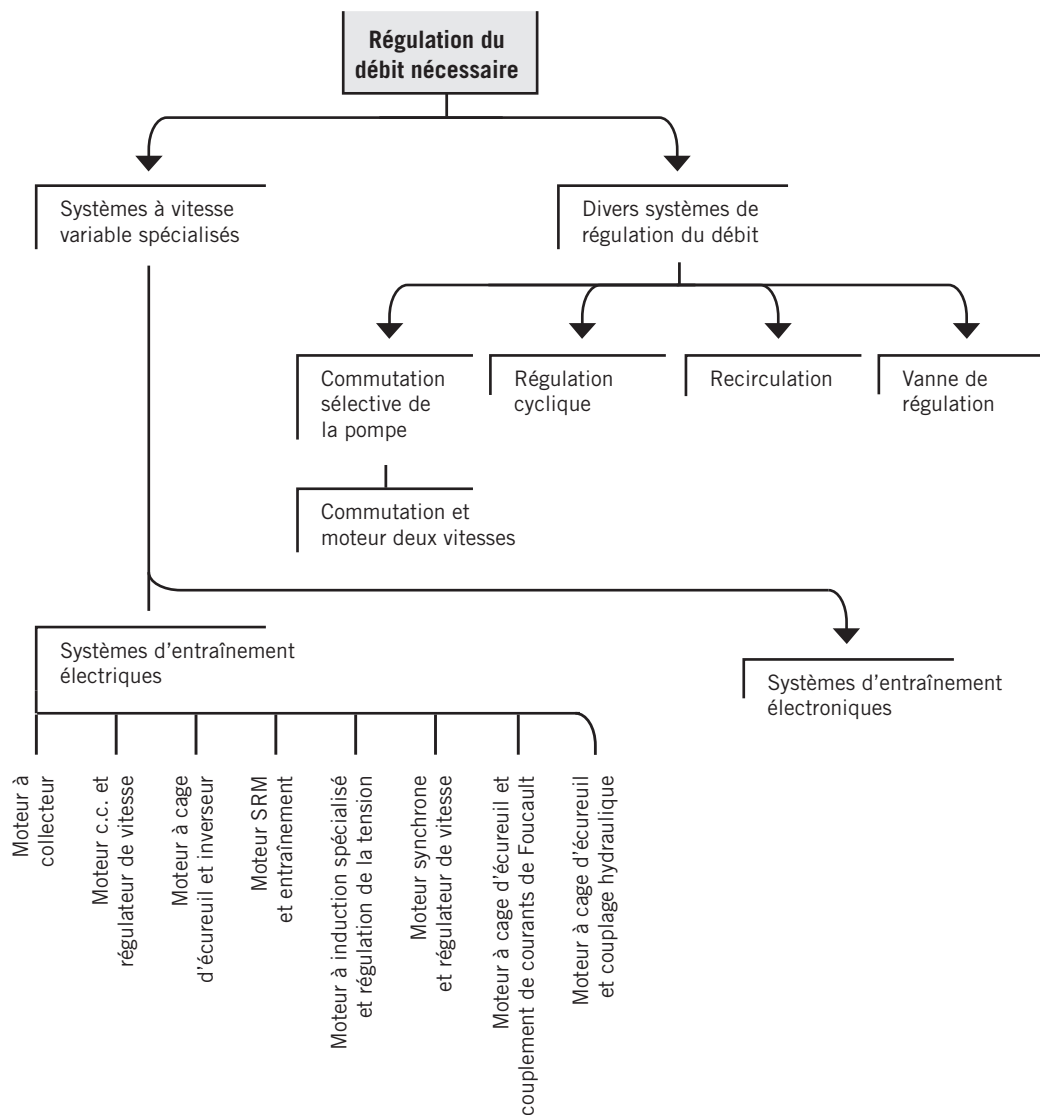 Régulation du
débit nécessaire
Systèmes à vitesse
variable spécialisés
Divers systèmes de
régulation du débit
Commutation
sélective de
la pompe
Régulation
cyclique
Recirculation
Vanne de
régulation
Commutation et
moteur deux vitesses
Systèmes d'entraînement
électriques
Systèmes d'entraînement
électroniques
Moteur à
collecteur
Moteur c.c. et
régulateur de vitesse
Moteur à cage
d'écureuil et inverseur
Moteur SRM
et entraînement
Moteur à induction spécialisé
et régulation de la tension
Moteur synchrone
et régulateur de vitesse
Moteur à cage d'écureuil et
couplement de courants de Foucault
Moteur à cage d'écureuil
et couplage hydraulique